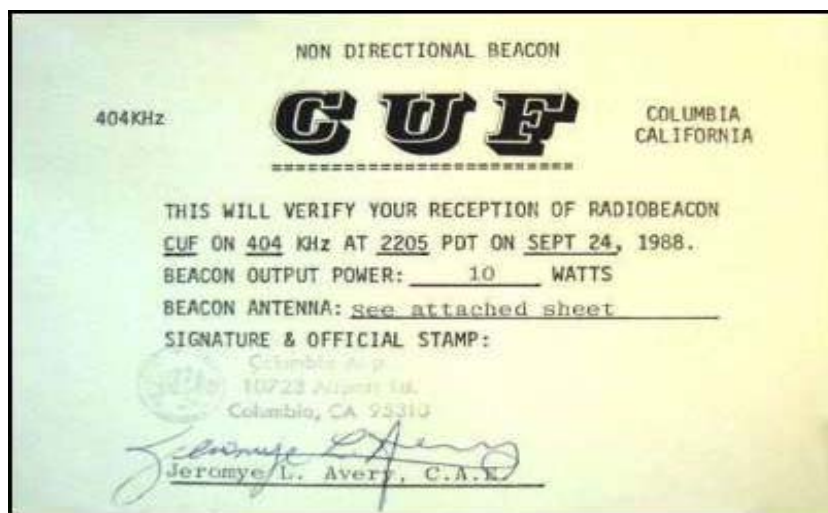 NON DIRECTIONAL BEACON
404KHz
CUF
COLUMBIA
CALIFORNIA
===========================
THIS WILL VERIFY YOUR RECEPTION OF RADIOBEACON
CUF ON 404 KHz AT 2205 PDT ON SEPT 24, 1988.
BEACON OUTPUT POWER: 10 WATTS
BEACON ANTENNA: see attached sheet
SIGNATURE & OFFICIAL STAMP:
Columbia
10723 Airport Rd.
Columbia, CA 95310
Jeromye L. Avery
Jeromye L. Avery, C.A.E.